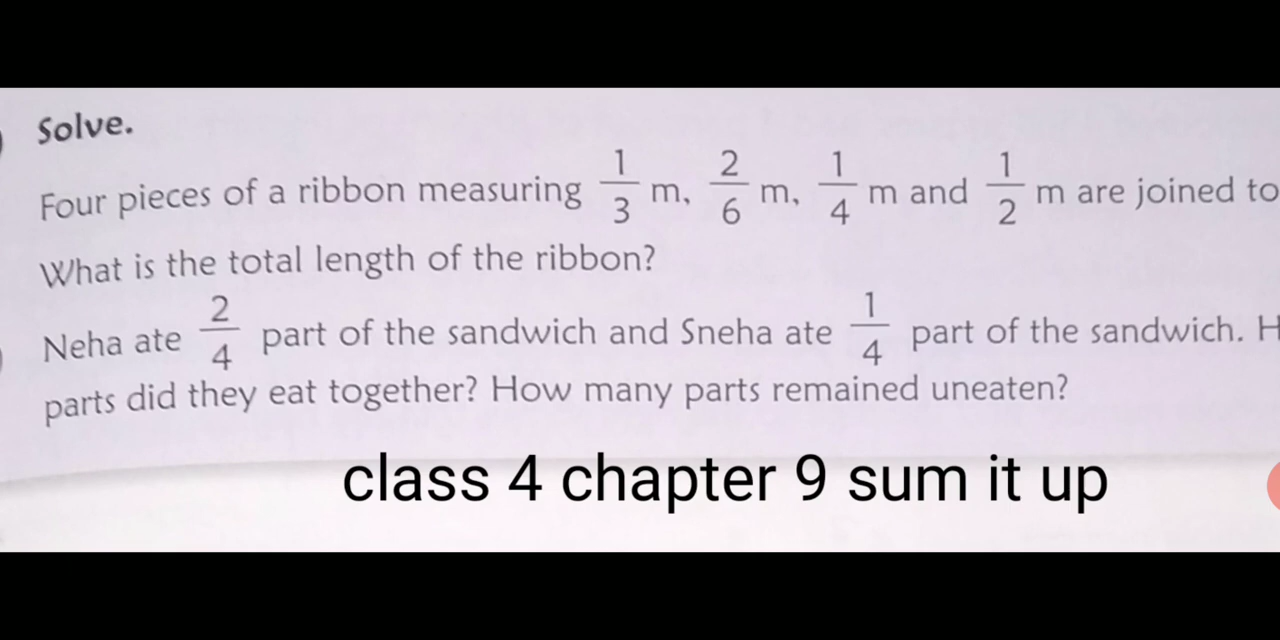 Solve.
Four pieces of a ribbon measuring 1/3 m, 2/6 m, 1/4 m and 1/2 m are joined to
What is the total length of the ribbon?
Neha ate 2/4 part of the sandwich and Sneha ate 1/4 part of the sandwich. H
parts did they eat together? How many parts remained uneaten?
class 4 chapter 9 sum it up